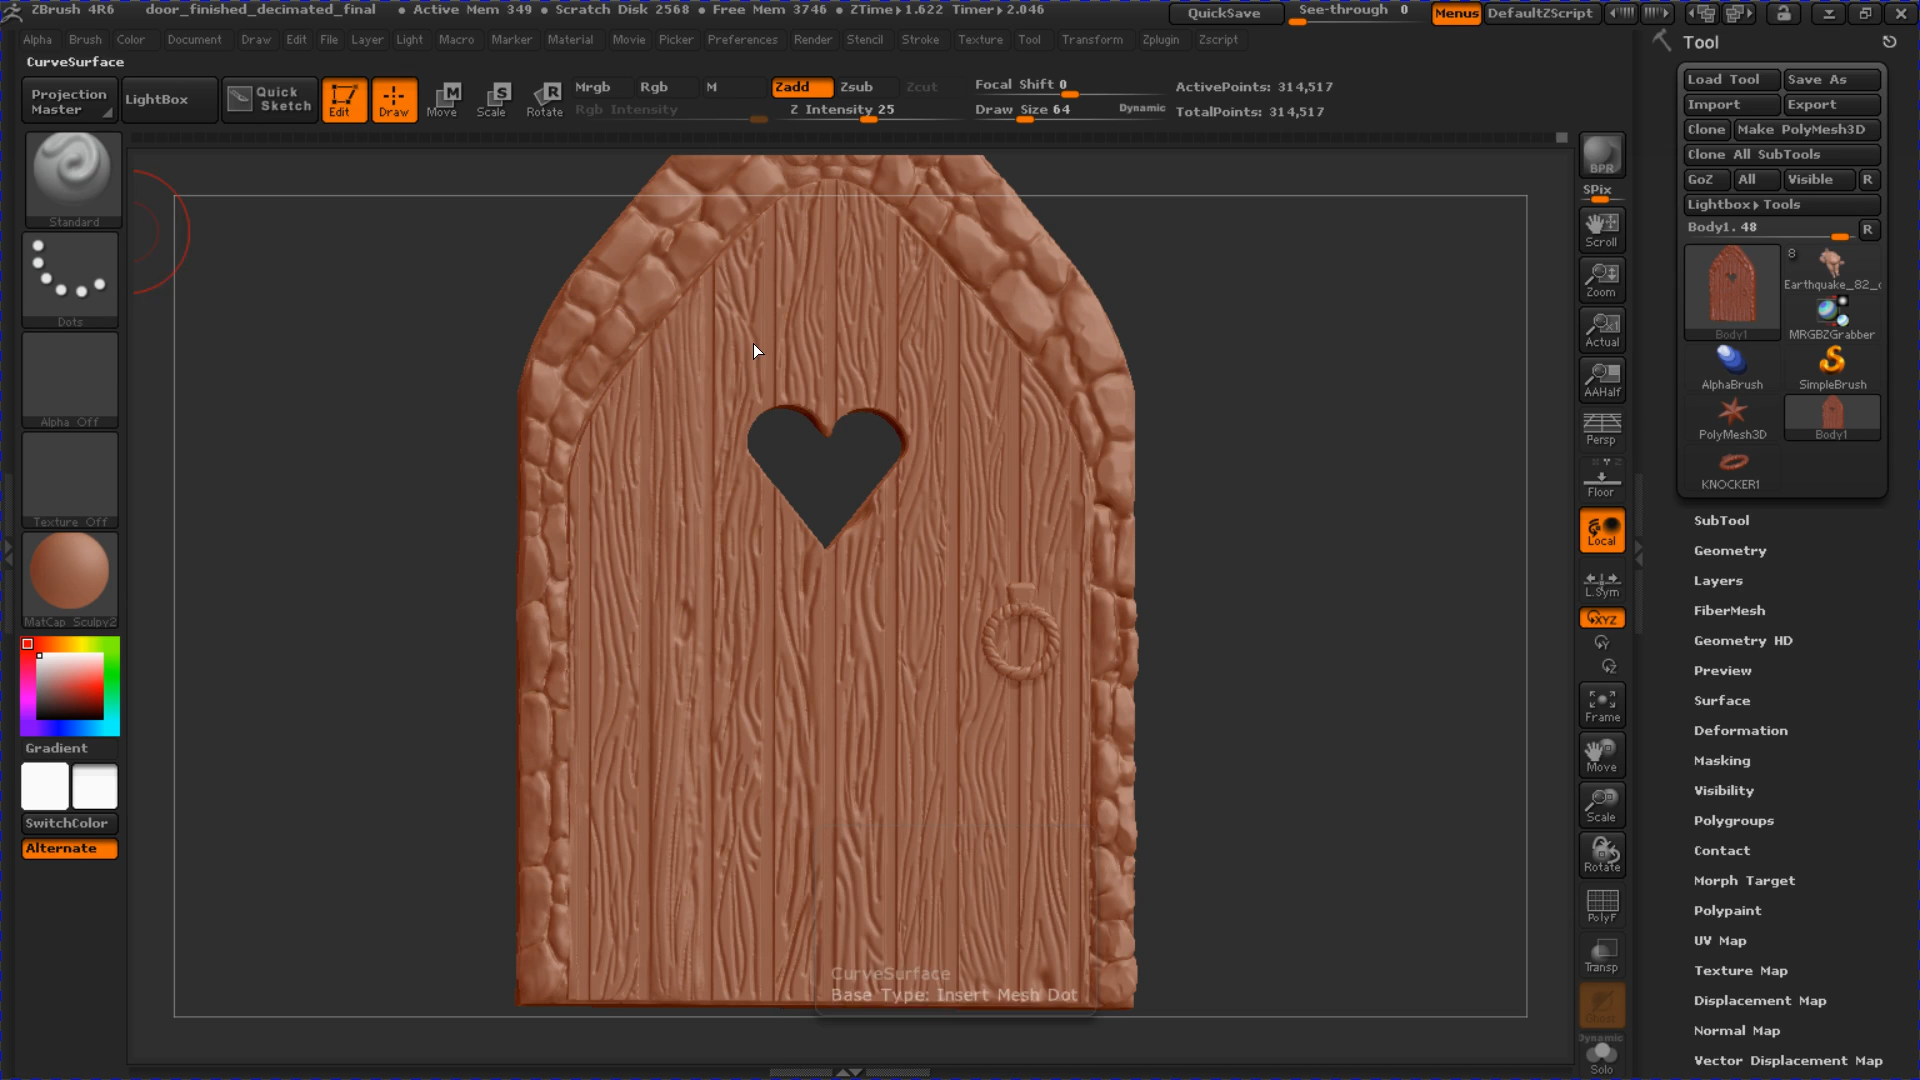 ZBrush 4R6 door_finished_decimated_final • Active Mem 349 • Scratch Disk 2568 • Free Mem 3746 • ZTime▸1.622 Timer▸2.046 QuickSave See-through 0 Menus DefaultZScript
Alpha Brush Color Document Draw Edit File Layer Light Macro Marker Material Movie Picker Preferences Render Stencil Stroke Texture Tool Transform Zplugin Zscript
CurveSurface
Projection Master
LightBox
Quick Sketch
Edit
Draw
Move
Scale
Rotate
Mrgb Rgb M
Rgb Intensity
Zadd Zsub Zcut
Z Intensity 25
Focal Shift 0
Draw Size 64
Dynamic
ActivePoints: 314,517
TotalPoints: 314,517
Standard
Dots
Alpha Off
Texture Off
MatCap Sculpy2
Gradient
SwitchColor
Alternate
CurveSurface
Base Type: Insert Mesh Dot
BPR
SPix
Scroll
Zoom
Actual
AAHalf
Persp
Floor
Local
L.Sym
XYZ
Y
Z
Frame
Move
Scale
Rotate
PolyF
Transp
Ghost
Dynamic
Solo
Tool
Load Tool Save As
Import Export
Clone Make PolyMesh3D
Clone All SubTools
GoZ All Visible R
Lightbox▸Tools
Body1. 48 R
8
Body1
Earthquake_82_
MRGBZGrabber
AlphaBrush SimpleBrush
PolyMesh3D Body1
KNOCKER1
SubTool
Geometry
Layers
FiberMesh
Geometry HD
Preview
Surface
Deformation
Masking
Visibility
Polygroups
Contact
Morph Target
Polypaint
UV Map
Texture Map
Displacement Map
Normal Map
Vector Displacement Map